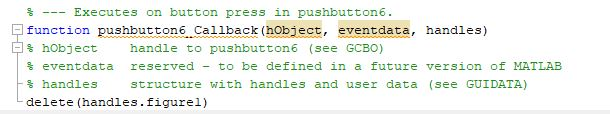 % --- Executes on button press in pushbutton6.
function pushbutton6_Callback(hObject, eventdata, handles)
% hObject    handle to pushbutton6 (see GCBO)
% eventdata  reserved - to be defined in a future version of MATLAB
% handles    structure with handles and user data (see GUIDATA)
delete(handles.figure1)